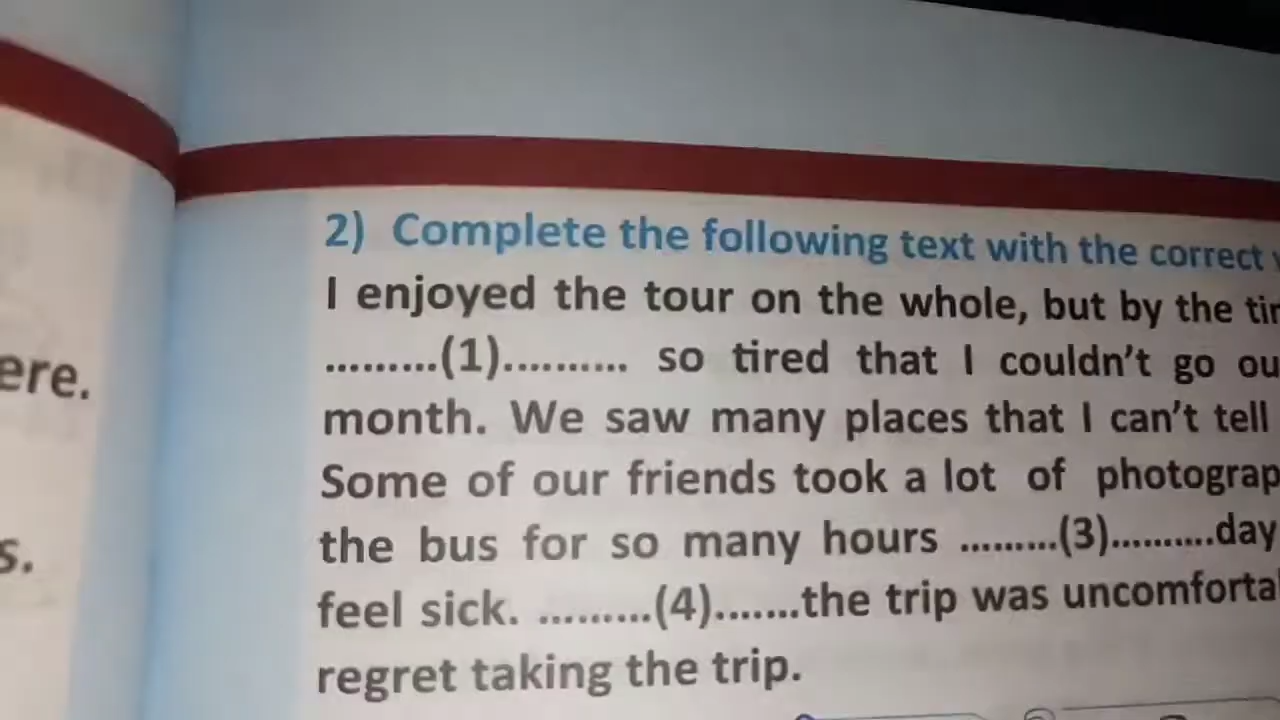 ere.
s.
2) Complete the following text with the correct
I enjoyed the tour on the whole, but by the
.........(1).......... so tired that I couldn't go
month. We saw many places that I can't tell
Some of our friends took a lot of
the bus for so many hours .........(3)..........day
feel sick. .........(4).......the trip was
regret taking the trip.